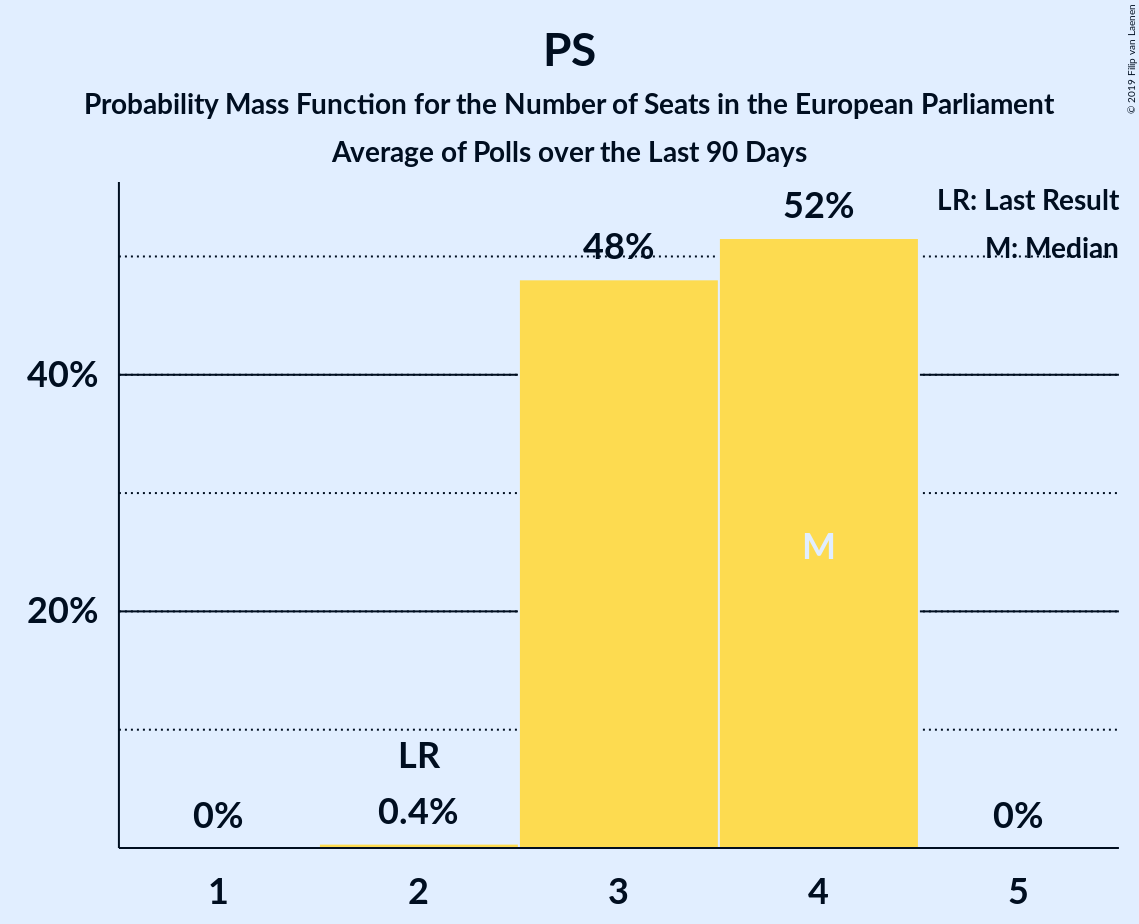 PS
Probability Mass Function for the Number of Seats in the European Parliament
Average of Polls over the Last 90 Days
© 2019 Filip van Laenen
LR: Last Result
M: Median
52%
48%
40%
M
20%
LR
0%
0.4%
0%
1
2
3
4
5